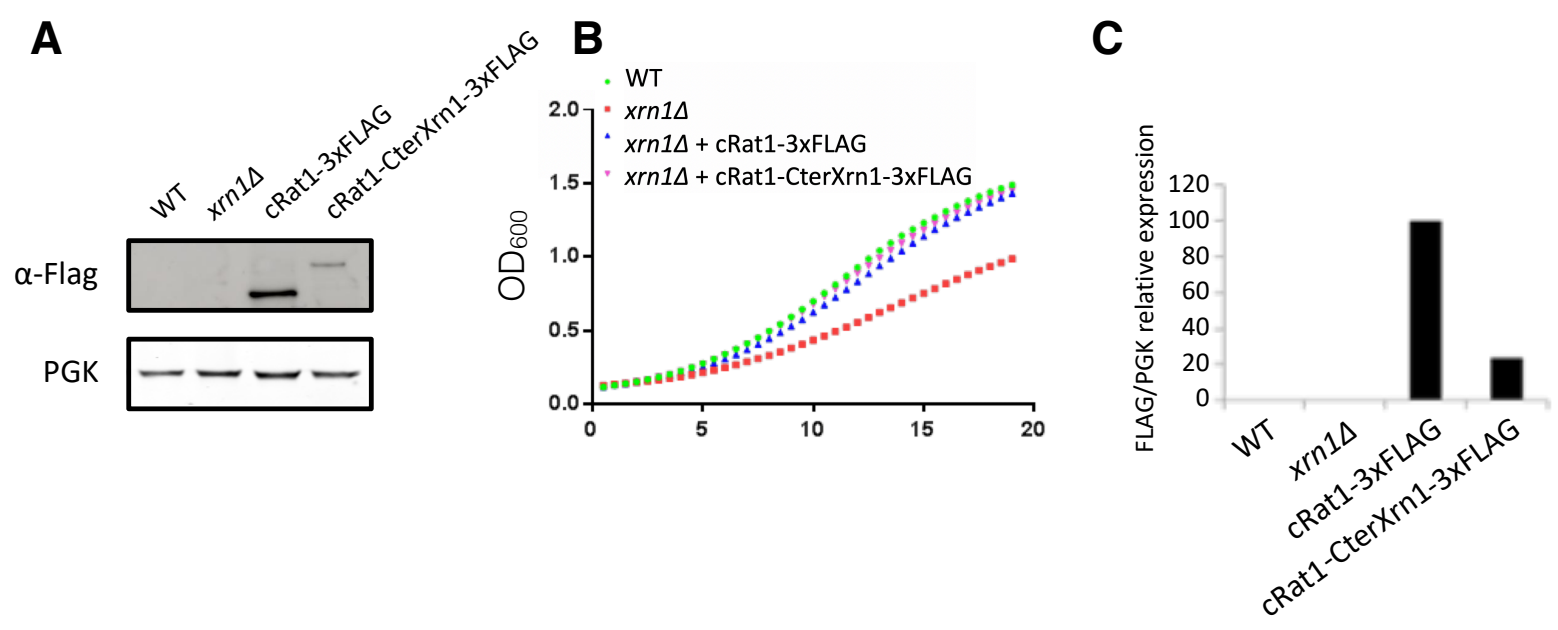 A
WT
xrn1Δ
cRat1-3xFLAG
cRat1-CterXrn1-3xFLAG
α-Flag
PGK
B
WT
xrn1Δ
xrn1Δ + cRat1-3xFLAG
xrn1Δ + cRat1-CterXrn1-3xFLAG
OD600
2.0
1.5
1.0
0.5
0.0
0 5 10 15 20
C
FLAG/PGK relative expression
120
100
80
60
40
20
0
WT
xrn1Δ
cRat1-3xFLAG
cRat1-CterXrn1-3xFLAG